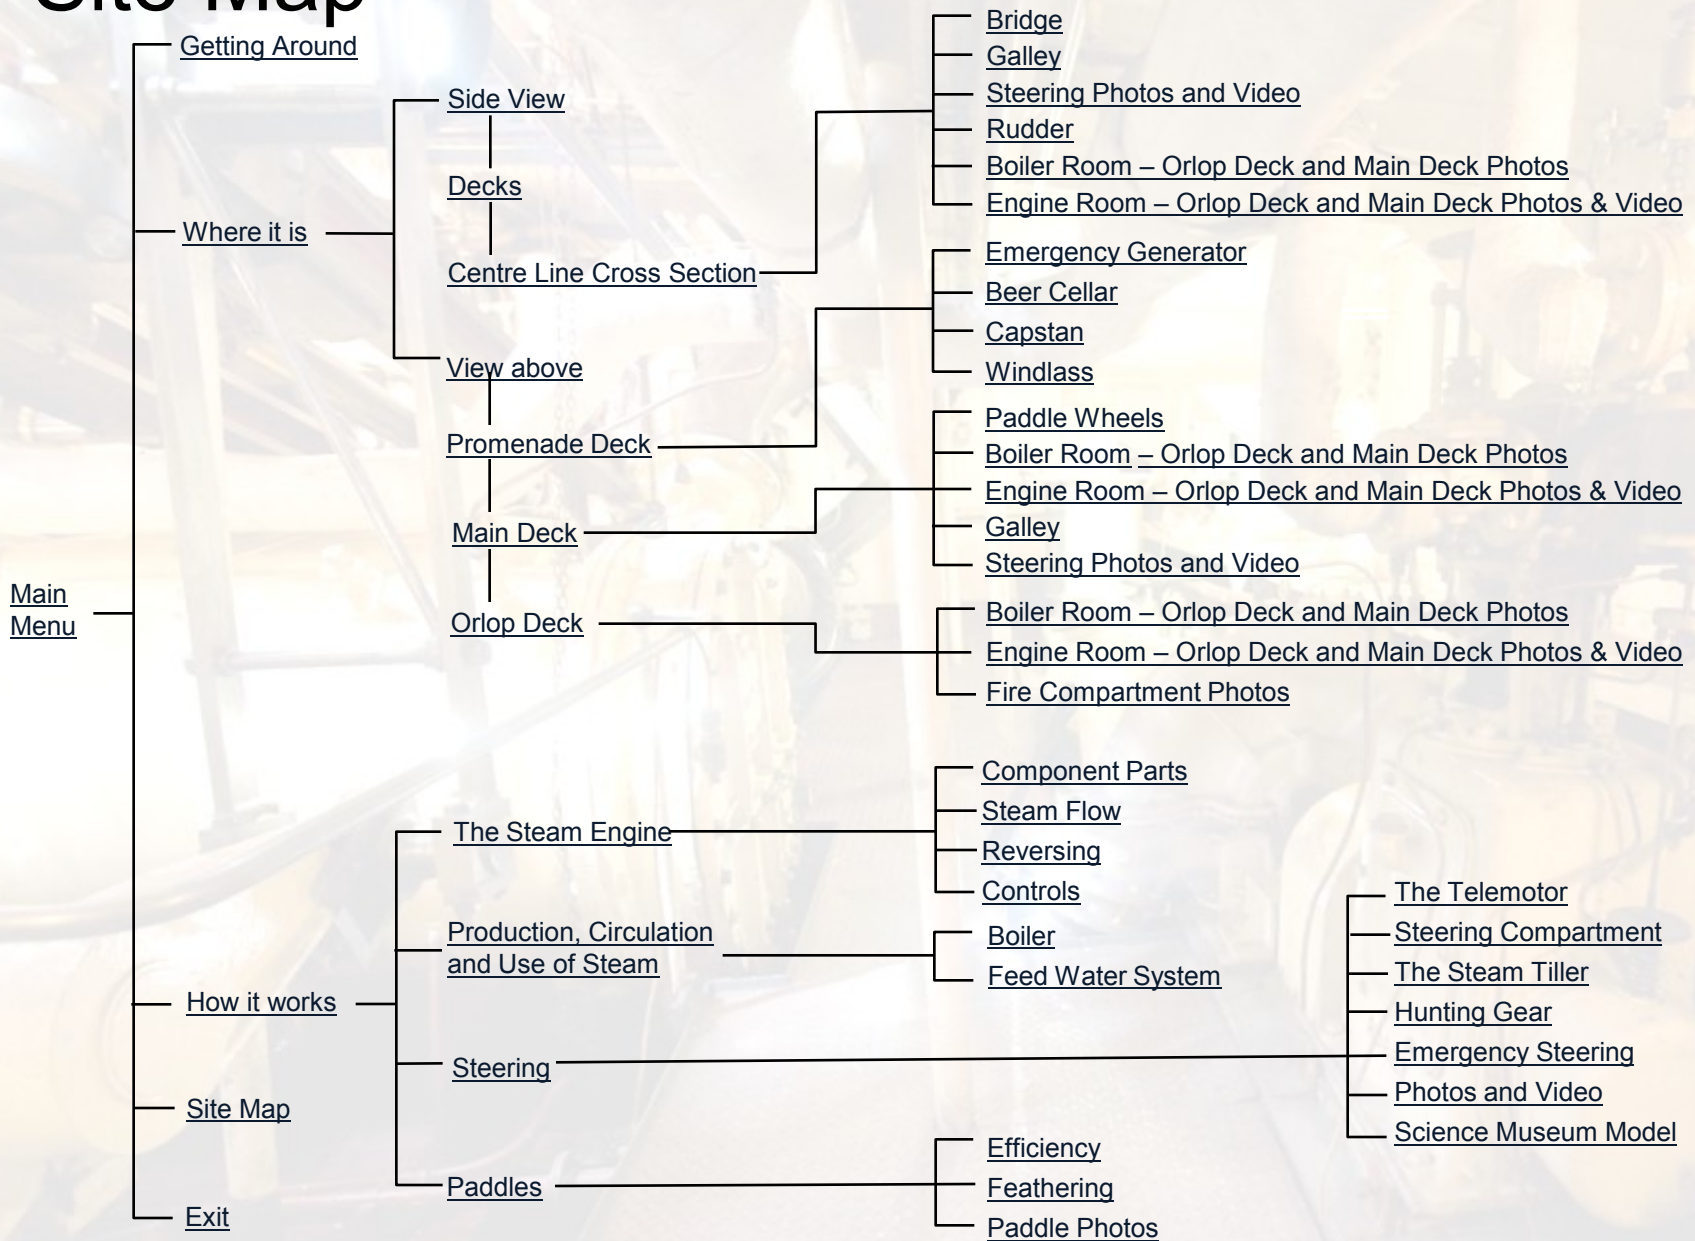 Site Map
Getting Around
Where it is
Side View
Decks
Centre Line Cross Section
Bridge
Galley
Steering Photos and Video
Rudder
Boiler Room – Orlop Deck and Main Deck Photos
Engine Room – Orlop Deck and Main Deck Photos & Video
View above
Promenade Deck
Emergency Generator
Beer Cellar
Capstan
Windlass
Main Deck
Paddle Wheels
Boiler Room – Orlop Deck and Main Deck Photos
Engine Room – Orlop Deck and Main Deck Photos & Video
Galley
Steering Photos and Video
Orlop Deck
Boiler Room – Orlop Deck and Main Deck Photos
Engine Room – Orlop Deck and Main Deck Photos & Video
Fire Compartment Photos
Main
Menu
How it works
The Steam Engine
Component Parts
Steam Flow
Reversing
Controls
Production, Circulation
and Use of Steam
Boiler
Feed Water System
Steering
The Telemotor
Steering Compartment
The Steam Tiller
Hunting Gear
Emergency Steering
Photos and Video
Science Museum Model
Paddles
Efficiency
Feathering
Paddle Photos
Site Map
Exit